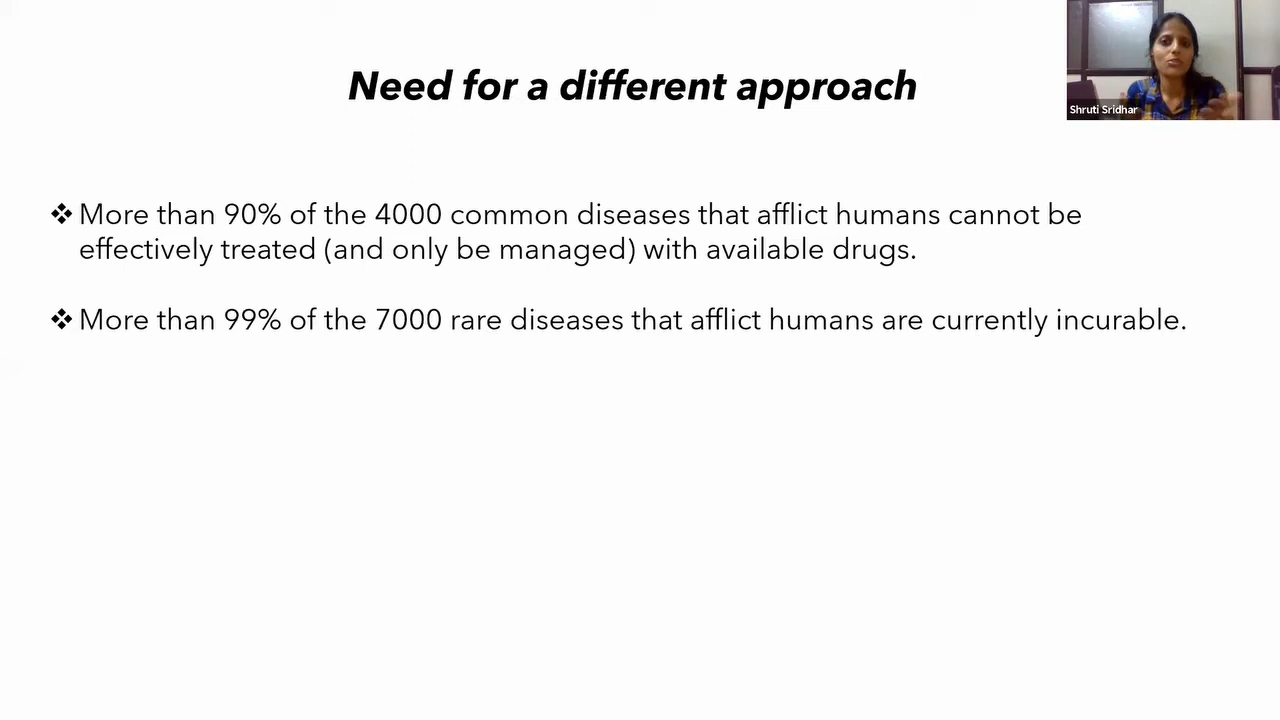 Need for a different approach
Shruti Sridhar
❖ More than 90% of the 4000 common diseases that afflict humans cannot be
effectively treated (and only be managed) with available drugs.
❖ More than 99% of the 7000 rare diseases that afflict humans are currently incurable.